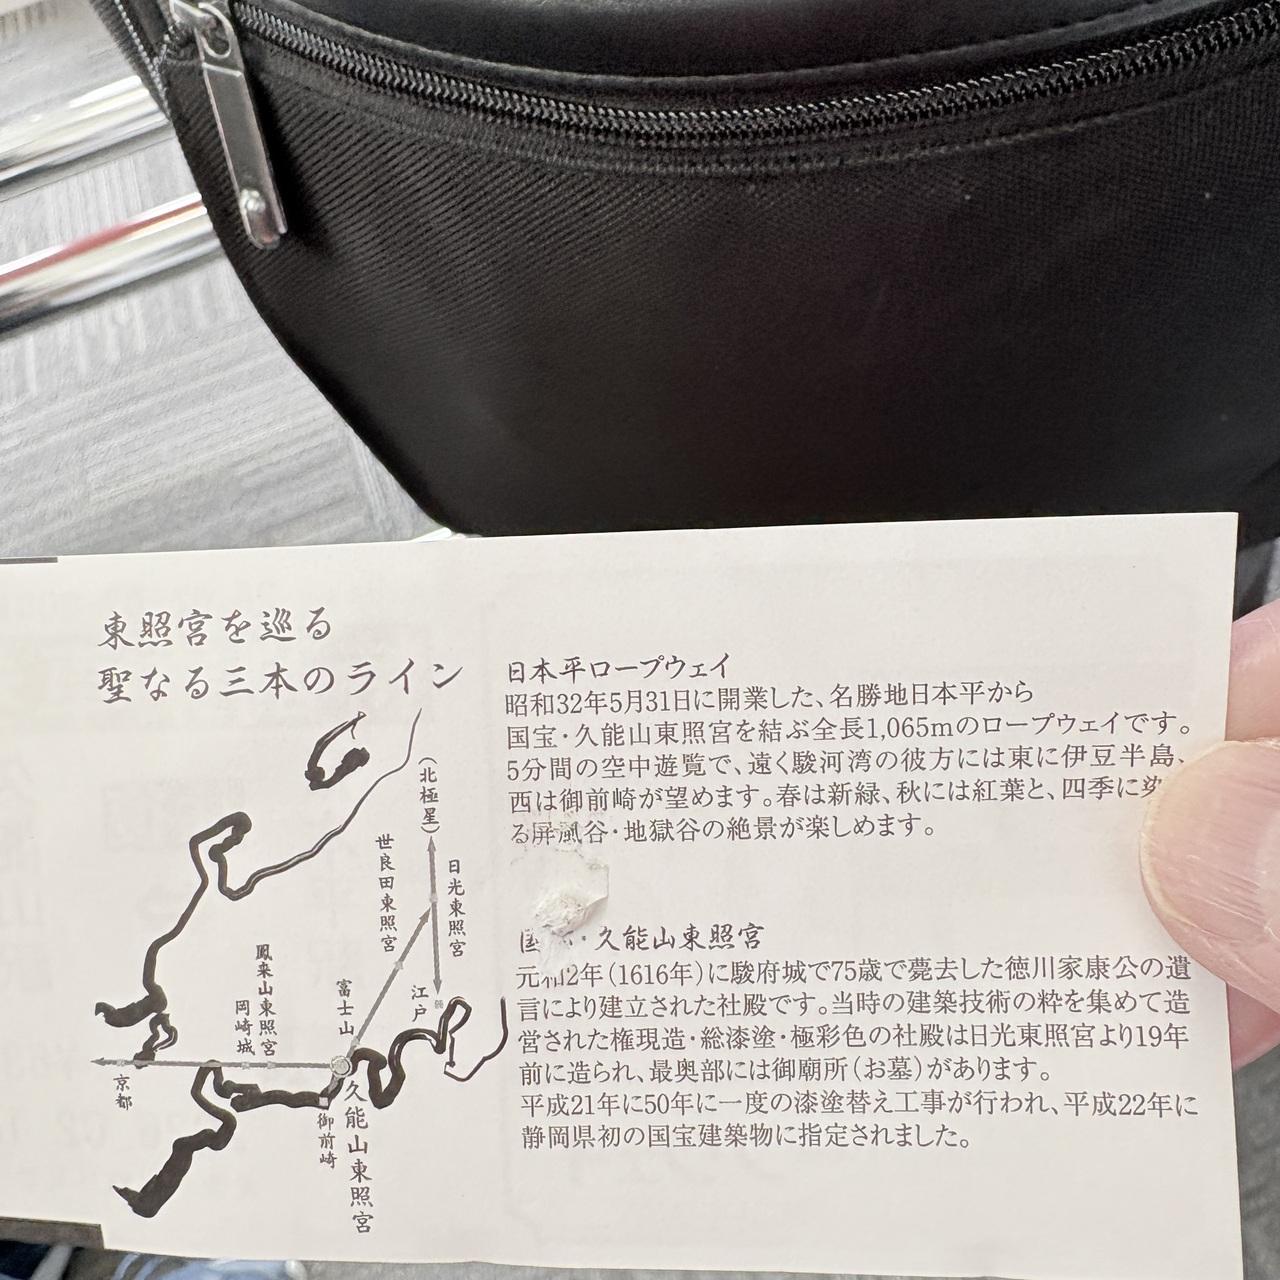 東照宮を巡る
聖なる三本のライン
(北極星)
世良田東照宮
日光東照宮
鳳来山東照宮
岡崎城
富士山
江戸
京都
御前崎
久能山東照宮
日本平ロープウェイ
昭和32年5月31日に開業した、名勝地日本平から
国宝・久能山東照宮を結ぶ全長1,065mのロープウェイです。
5分間の空中遊覧で、遠く駿河湾の彼方には東に伊豆半島、
西は御前崎が望めます。春は新緑、秋には紅葉と、四季に
る屏風谷・地獄谷の絶景が楽しめます。
国・久能山東照宮
元和2年(1616年)に駿府城で75歳で薨去した徳川家康公の遺
言により建立された社殿です。当時の建築技術の粋を集めて造
営された権現造・総漆塗・極彩色の社殿は日光東照宮より19年
前に造られ、最奥部には御廟所(お墓)があります。
平成21年に50年に一度の漆塗替え工事が行われ、平成22年に
静岡県初の国宝建築物に指定されました。